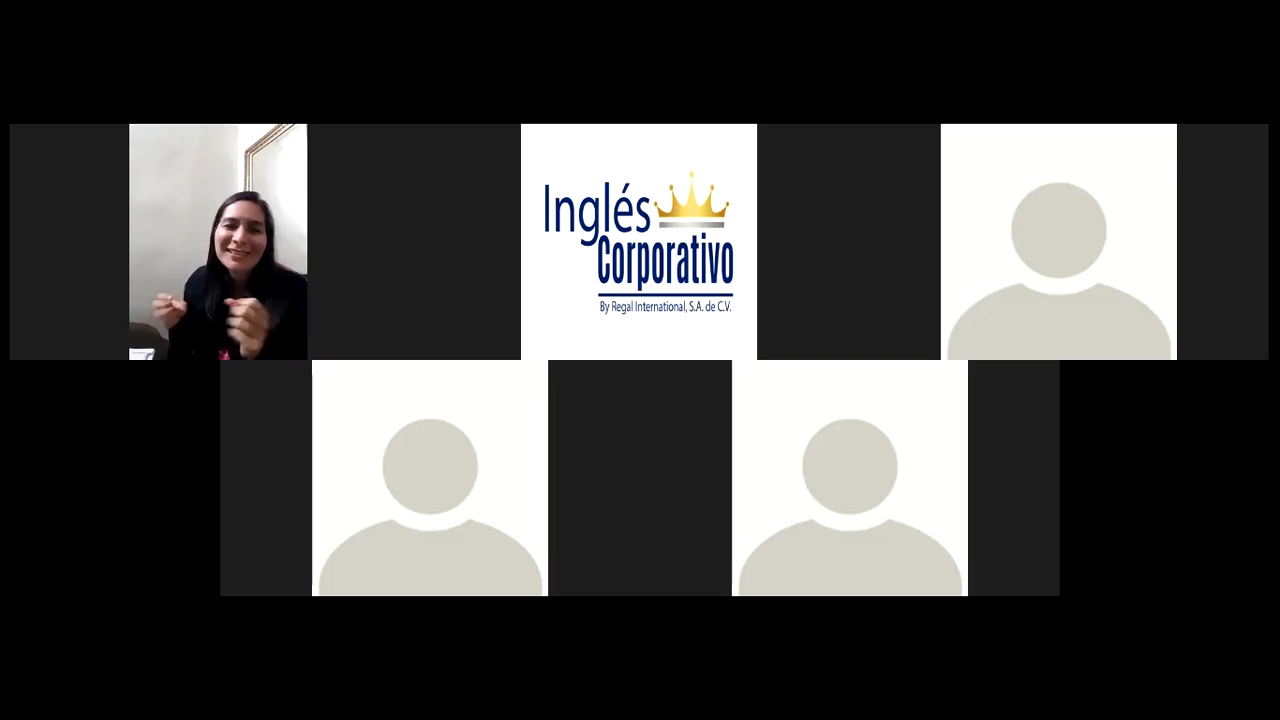 Inglés
Corporativo
By Regal International, S.A. de C.V.